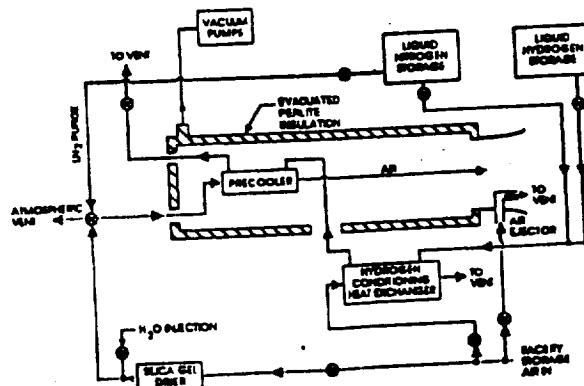 VACUUM
PUMPS
TO VENT
LIQUID
NITROGEN
STORAGE
LIQUID
HYDROGEN
STORAGE
EVACUATED
PERLITE
INSULATION
LN2 PURGE
AIR
PRECOOLER
TO
VENT
ATMOSPHERIC
VENT
AIR
EJECTOR
HYDROGEN
CONDITIONING
HEAT EXCHANGER
TO
VENT
H2O INJECTION
SILICA GEL
DRIER
FACILITY
STORAGE
AIR IN